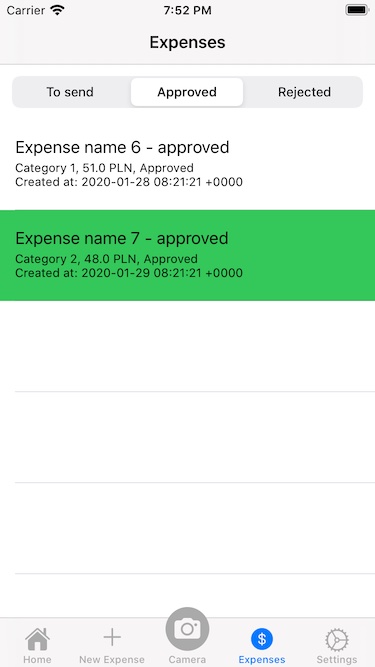 Carrier 7:52 PM
Expenses
To send Approved Rejected
Expense name 6 - approved
Category 1, 51.0 PLN, Approved
Created at: 2020-01-28 08:21:21 +0000
Expense name 7 - approved
Category 2, 48.0 PLN, Approved
Created at: 2020-01-29 08:21:21 +0000
$
Home New Expense Camera Expenses Settings